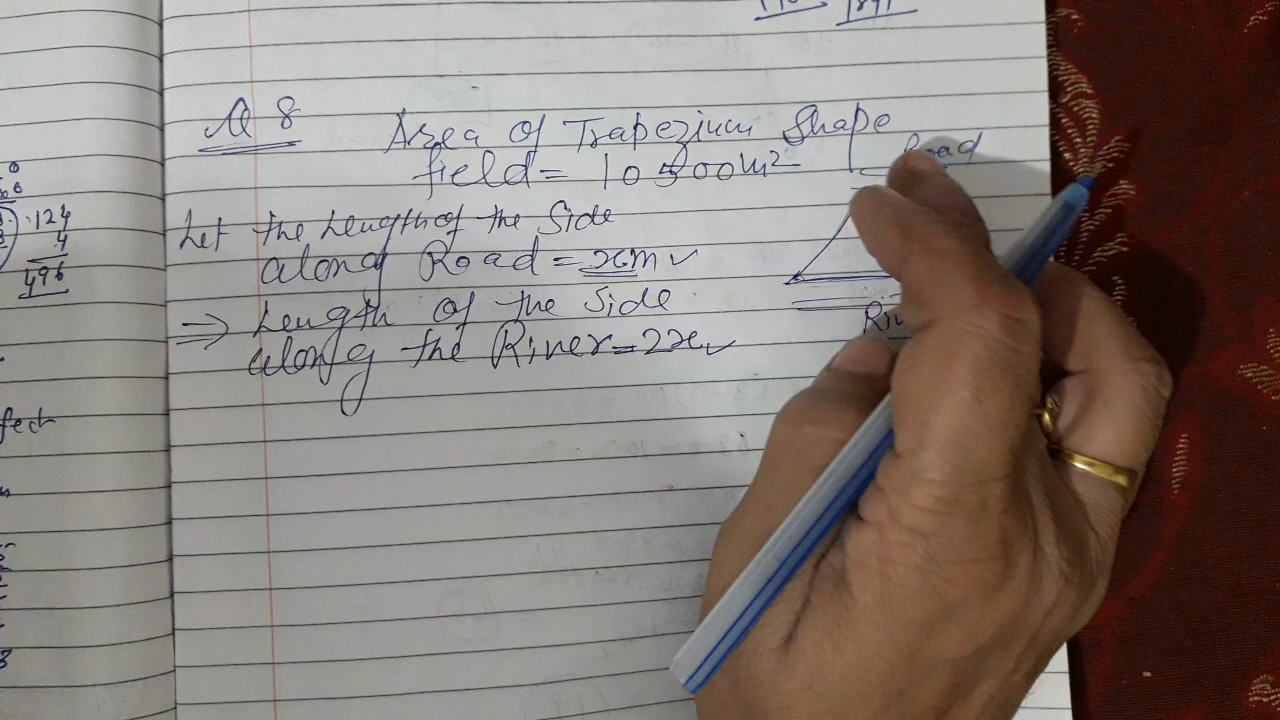 Q 8
Area of Trapezium Shape
field = 10500m²
Let the Length of the Side
along Road = xm ✓
⇒ Length of the Side
along the River = 2x ✓
Road
.124
4
496